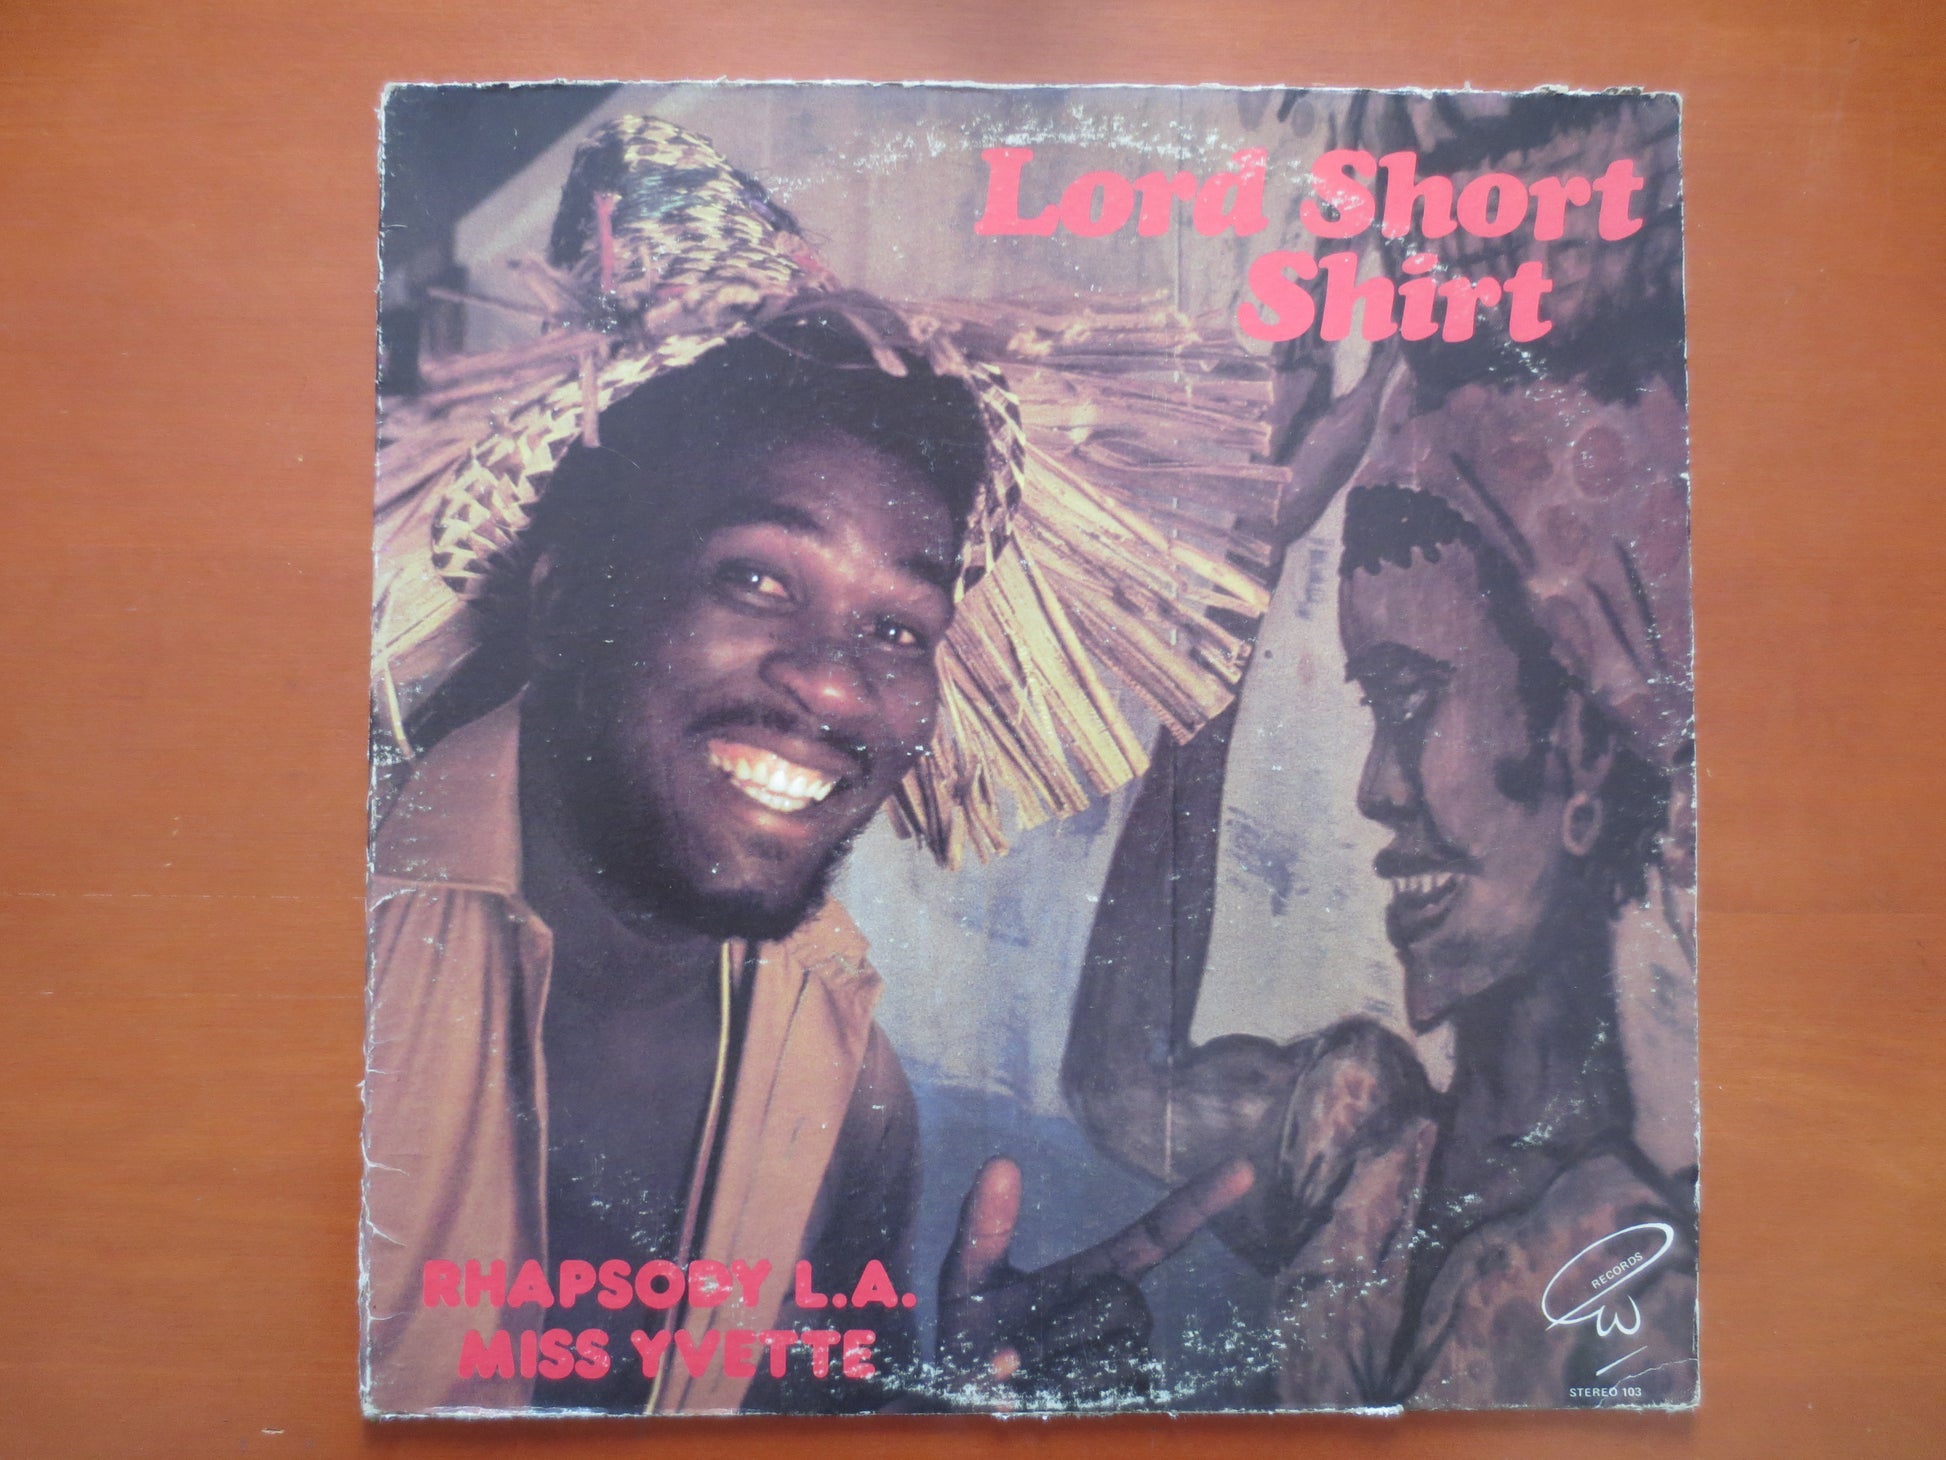 Lord Short
Shirt
RHAPSODY L.A.
MISS YVETTE
RECORDS
W
STEREO 103